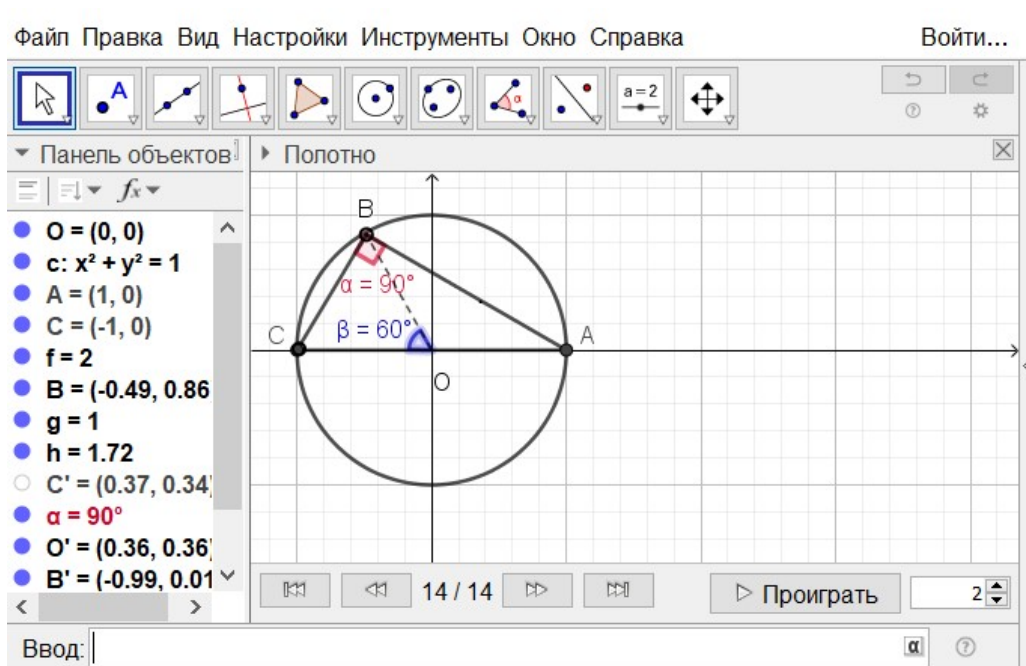 Файл Правка Вид Настройки Инструменты Окно Справка Войти...
A α a = 2
Панель объектов Полотно
fx
O = (0, 0)
c: x² + y² = 1
A = (1, 0)
C = (-1, 0)
f = 2
B = (-0.49, 0.86
g = 1
h = 1.72
C' = (0.37, 0.34)
α = 90°
O' = (0.36, 0.36)
B' = (-0.99, 0.01
B
α = 90°
β = 60°
C
A
O
14 / 14 Проиграть 2
Ввод: α